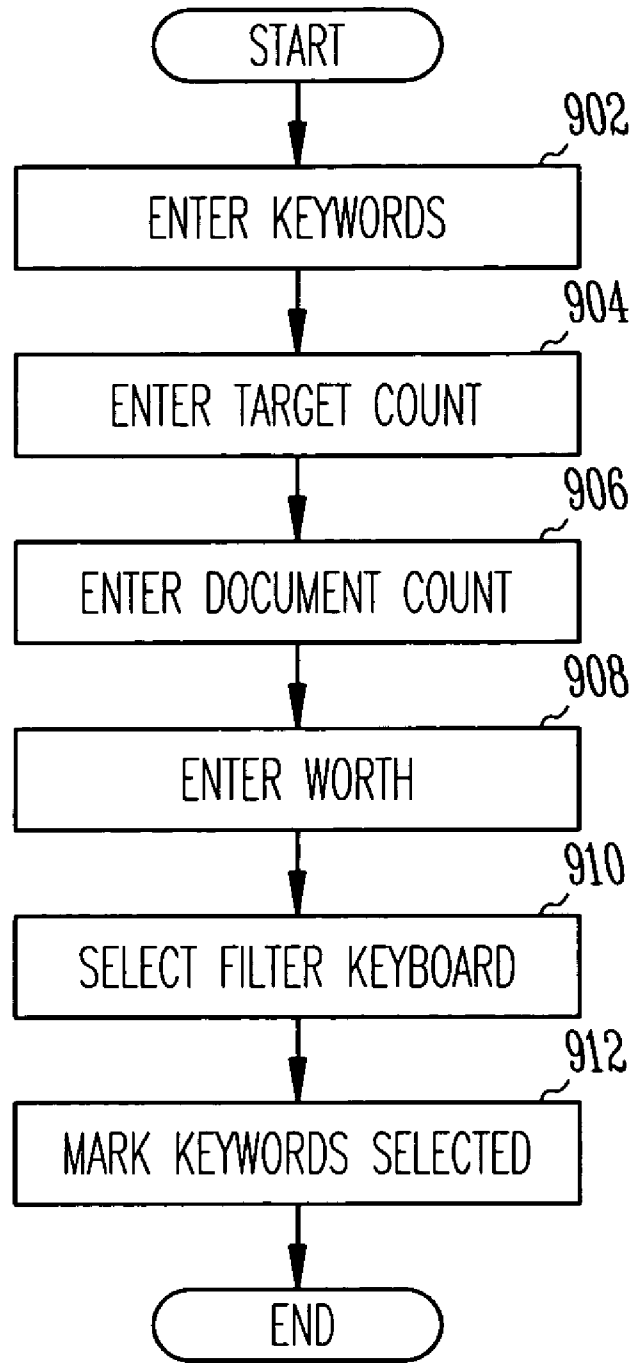 START
902
ENTER KEYWORDS
904
ENTER TARGET COUNT
906
ENTER DOCUMENT COUNT
908
ENTER WORTH
910
SELECT FILTER KEYBOARD
912
MARK KEYWORDS SELECTED
END